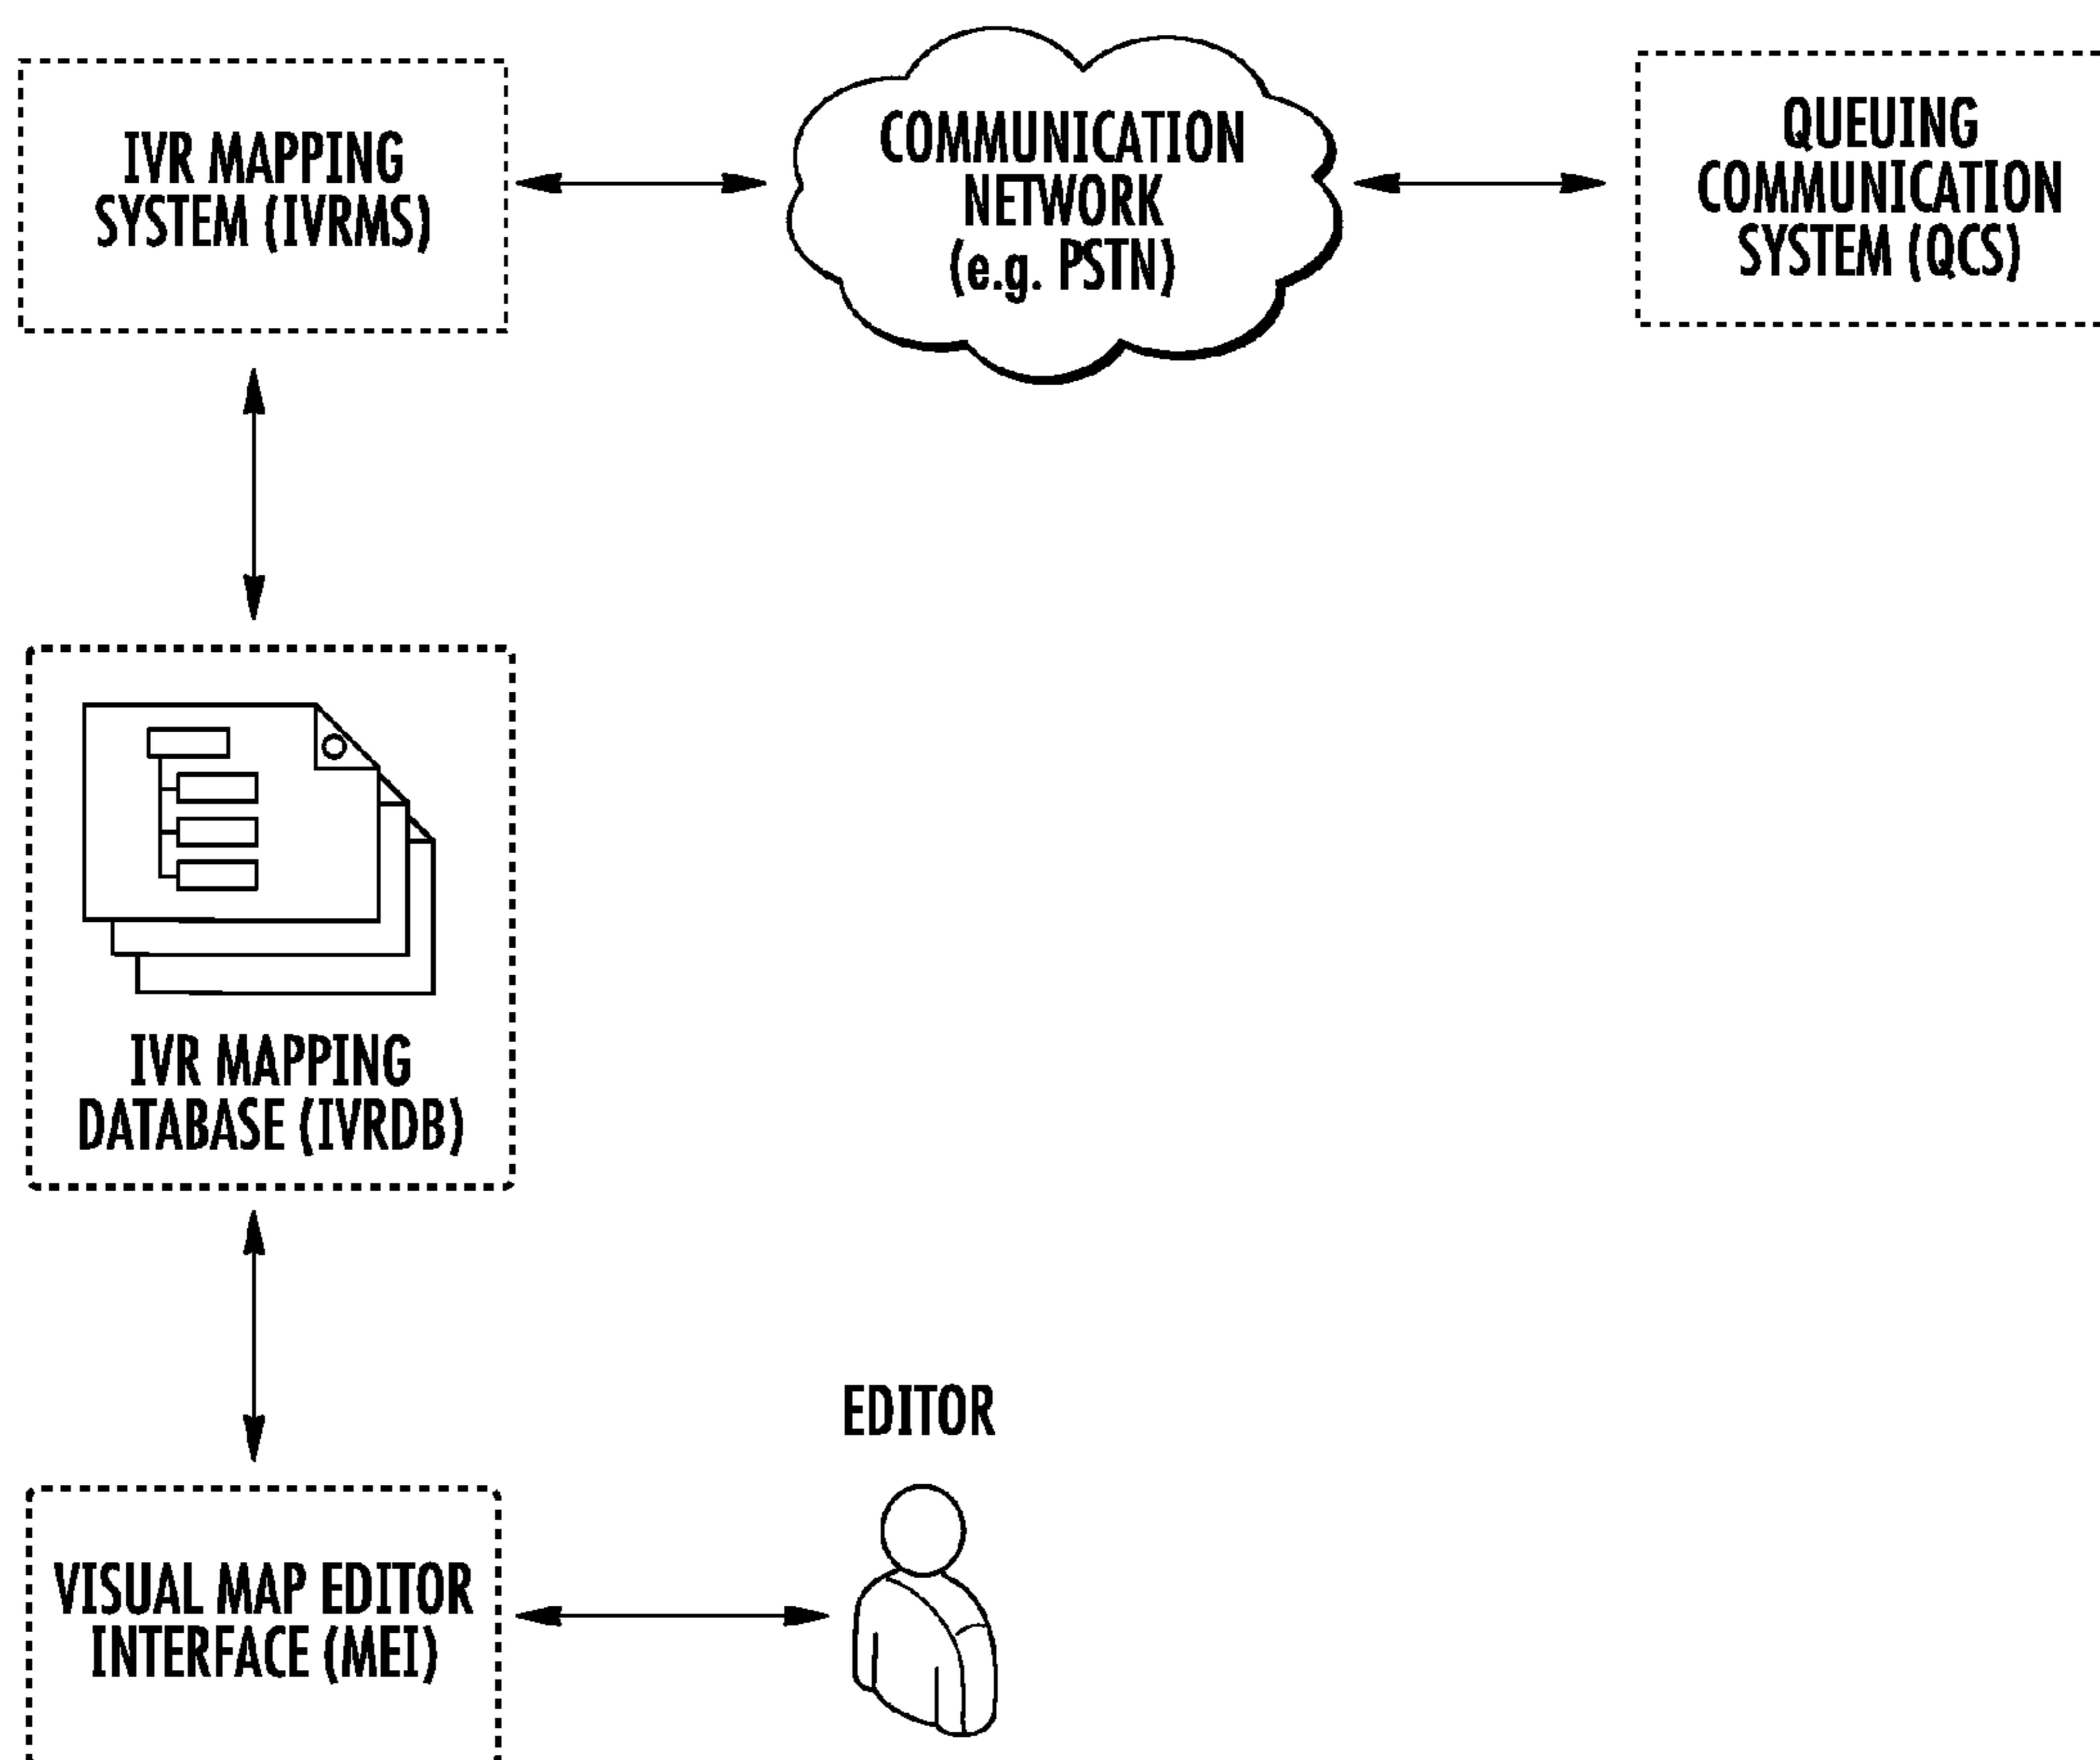 IVR MAPPING
SYSTEM (IVRMS)
COMMUNICATION
NETWORK
(e.g. PSTN)
QUEUING
COMMUNICATION
SYSTEM (QCS)
IVR MAPPING
DATABASE (IVRDB)
EDITOR
VISUAL MAP EDITOR
INTERFACE (MEI)